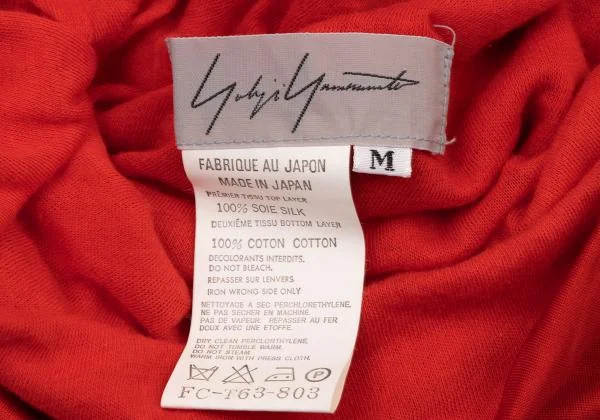 Yohji Yamamoto
M
FABRIQUE AU JAPON
MADE IN JAPAN
PRÉMIER TISSU TOP LAYER
100% SOIE SILK
DEUXIÊME TISSU BOTTOM LAYER
100% COTON COTTON
DECOLORANTS INTERDITS.
DO NOT BLEACH.
REPASSER SUR L'ENVERS.
IRON WRONG SIDE ONLY
NETTOYAGE A SEC PERCHLORETHYLENE.
NE PAS SECHER EN MACHINE.
PAS DE VAPEUR. REPASSER AU FER
DOUX AVEC UNE ETOFFE.
DRY CLEAN PERCLORETHYLENE.
DO NOT TUMBLE WARM.
DO NOT STEAM
WARM IRON WITH PRESS CLOTH.
P
FC-T63-803